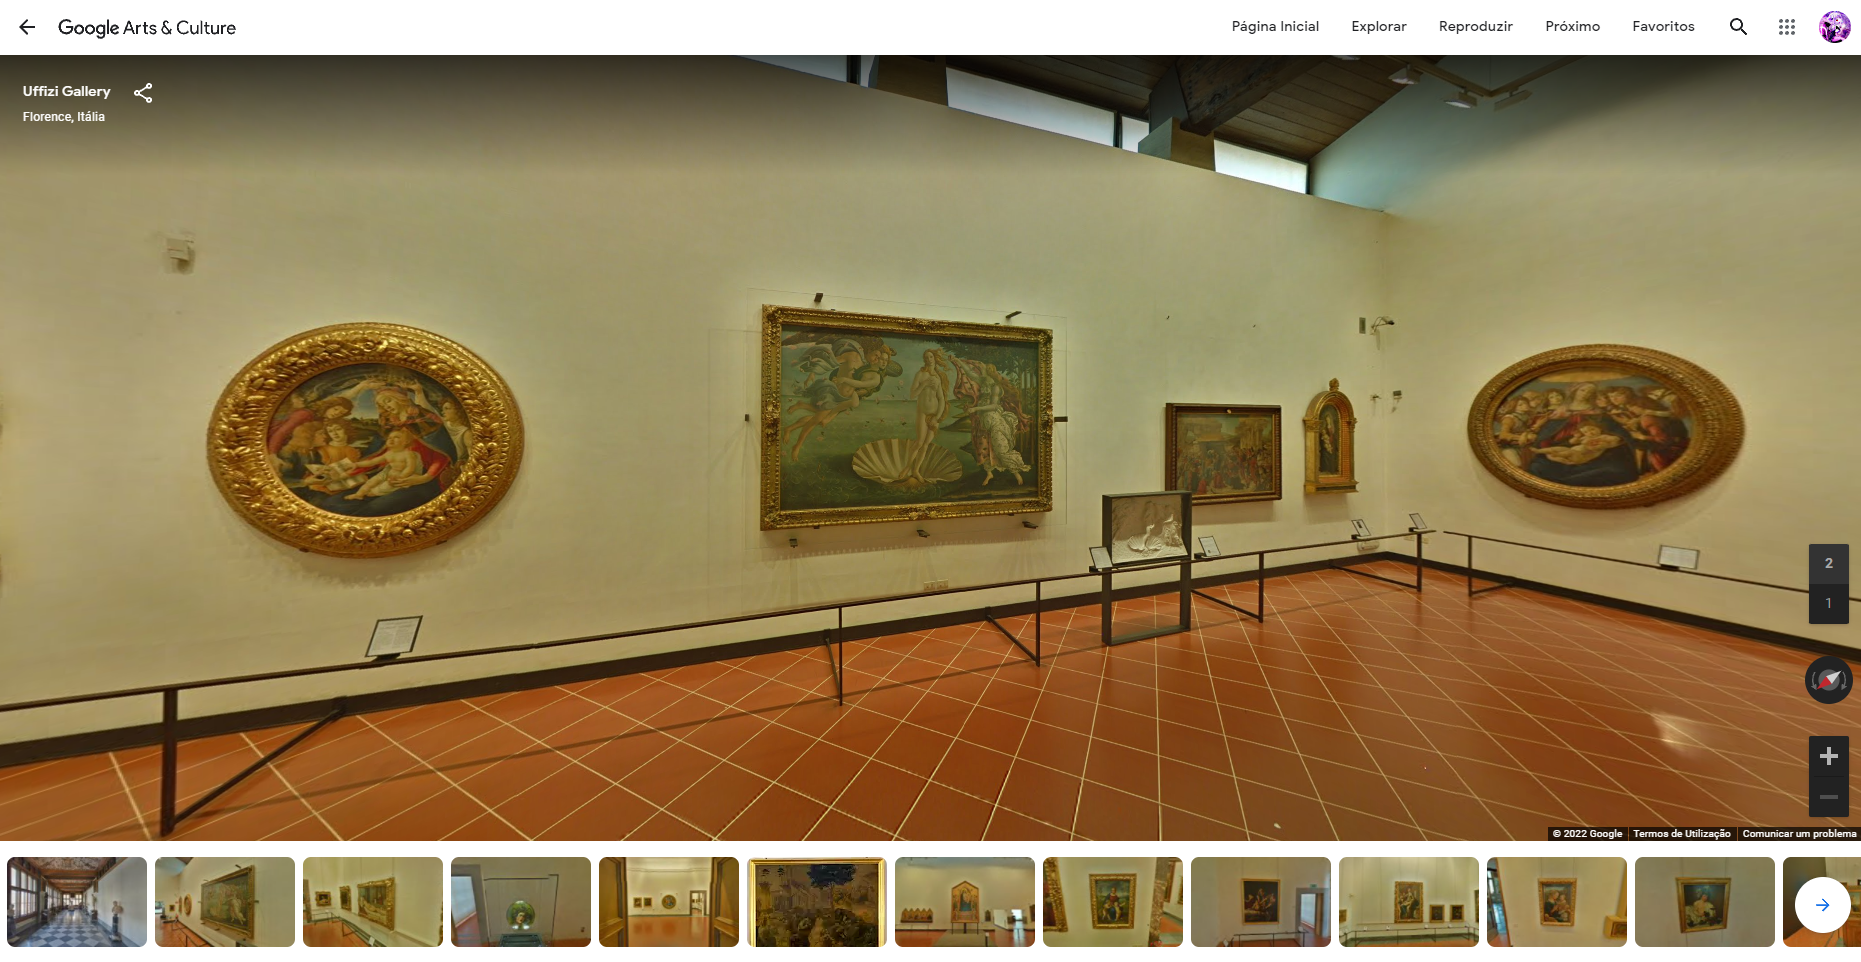 Google Arts & Culture
Página Inicial
Explorar
Reproduzir
Próximo
Favoritos
Uffizi Gallery
Florence, Itália
2
1
© 2022 Google
Termos de Utilização
Comunicar um problema